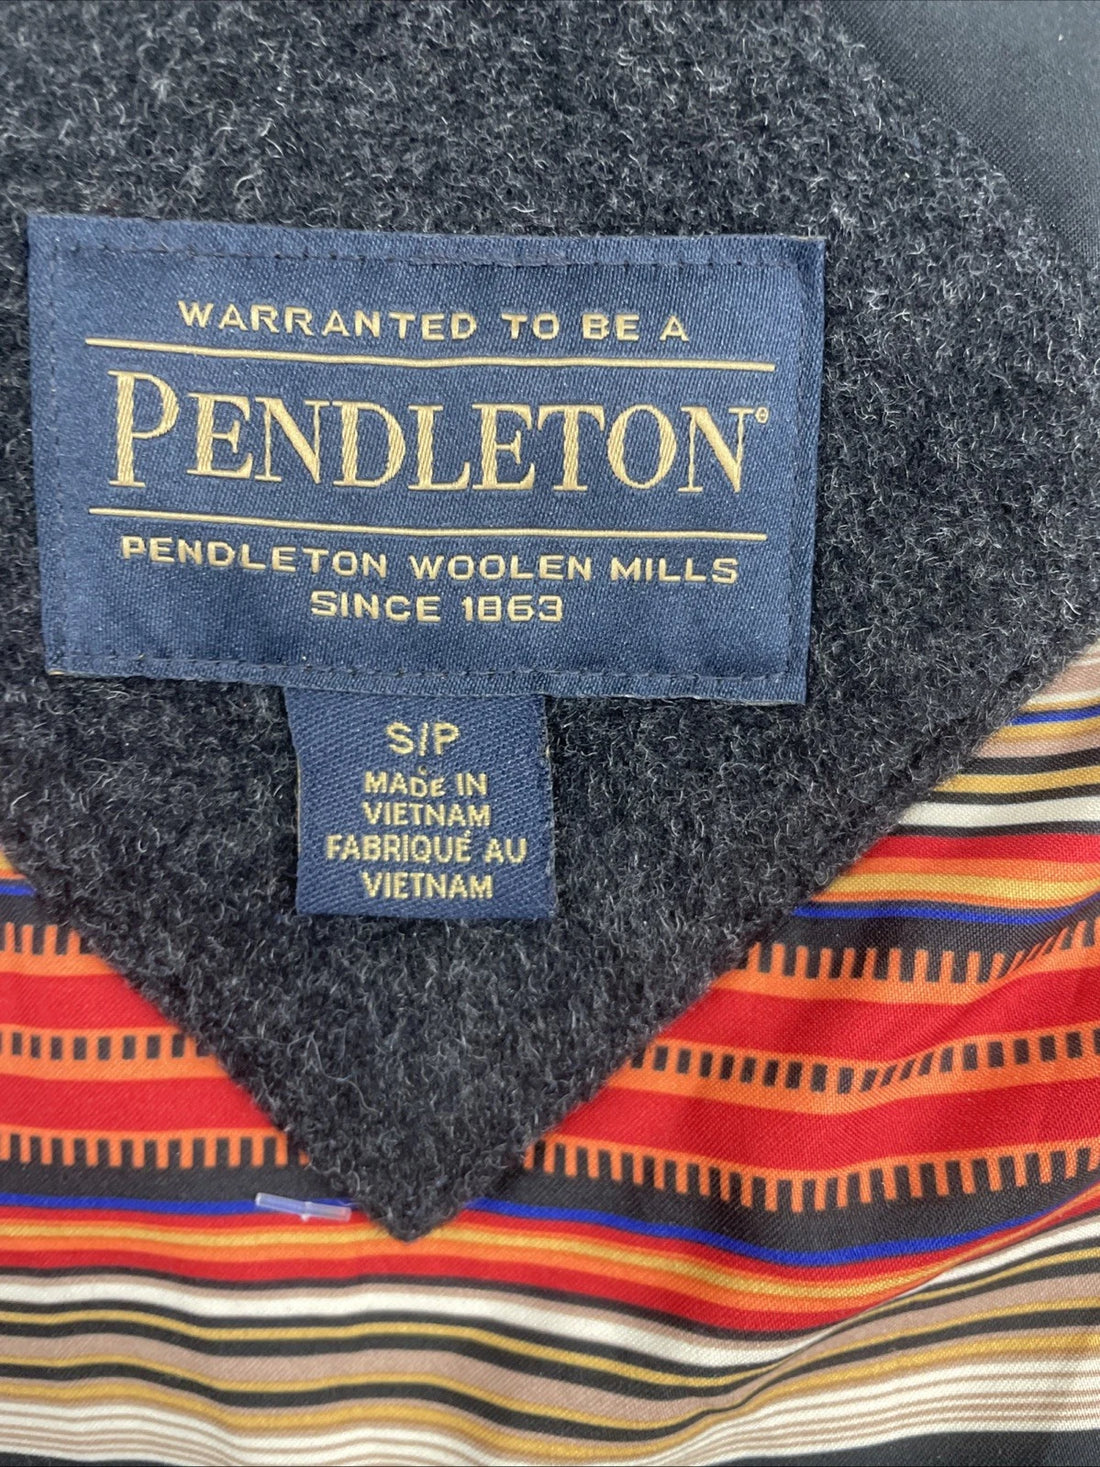 WARRANTED TO BE A
PENDLETON®
PENDLETON WOOLEN MILLS
SINCE 1863
S/P
MADE IN
VIETNAM
FABRIQUÉ AU
VIETNAM